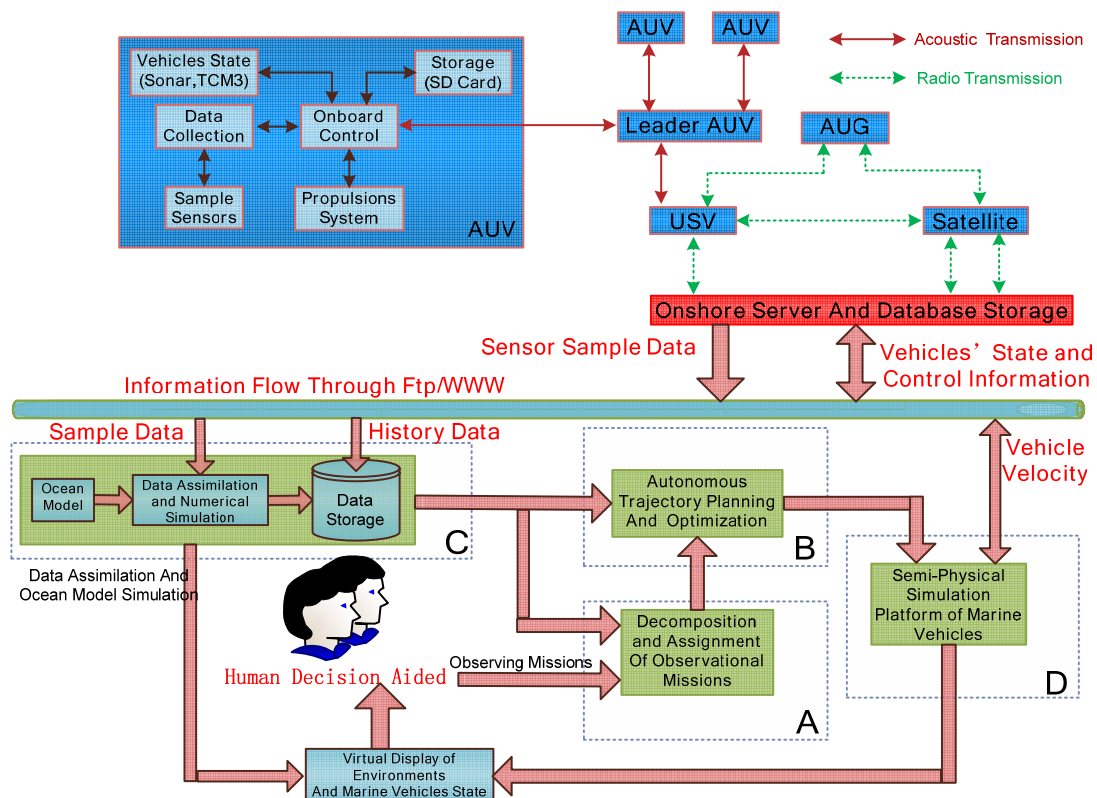 AUV
AUV
Acoustic Transmission
Radio Transmission
Vehicles State
(Sonar,TCM3)
Storage
(SD Card)
Data
Collection
Onboard
Control
Leader AUV
AUG
Sample
Sensors
Propulsions
System
AUV
USV
Satellite
Onshore Server And Database Storage
Sensor Sample Data
Vehicles’ State and
Control Information
Information Flow Through Ftp/WWW
Sample Data
History Data
Vehicle
Velocity
Ocean
Model
Data Assimilation
and Numerical
Simulation
Data
Storage
C
Autonomous
Trajectory Planning
And Optimization
B
Data Assimilation And
Ocean Model Simulation
Semi-Physical
Simulation
Platform of Marine
Vehicles
D
Decomposition
and Assignment
Of Observational
Missions
A
Observing Missions
Human Decision Aided
Virtual Display of
Environments
And Marine Vehicles State